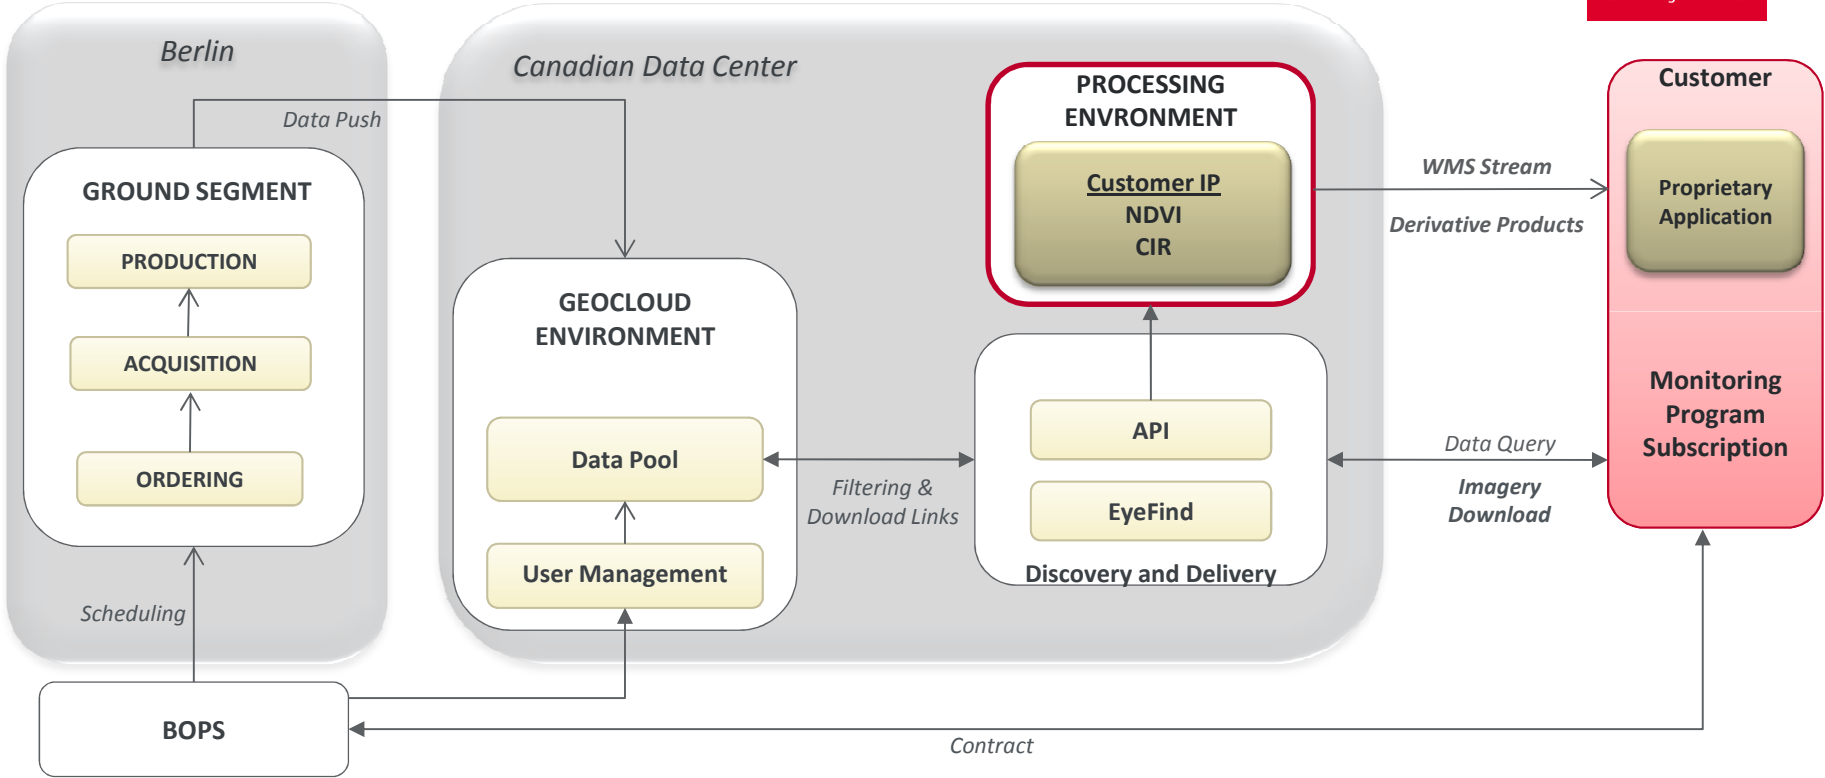 Berlin
Data Push
GROUND SEGMENT
PRODUCTION
ACQUISITION
ORDERING
Scheduling
BOPS
Canadian Data Center
GEOCLOUD
ENVIRONMENT
Data Pool
User Management
Filtering &
Download Links
PROCESSING
ENVRONMENT
Customer IP
NDVI
CIR
API
EyeFind
Discovery and Delivery
WMS Stream
Derivative Products
Data Query
Imagery
Download
Contract
Customer
Proprietary
Application
Monitoring
Program
Subscription